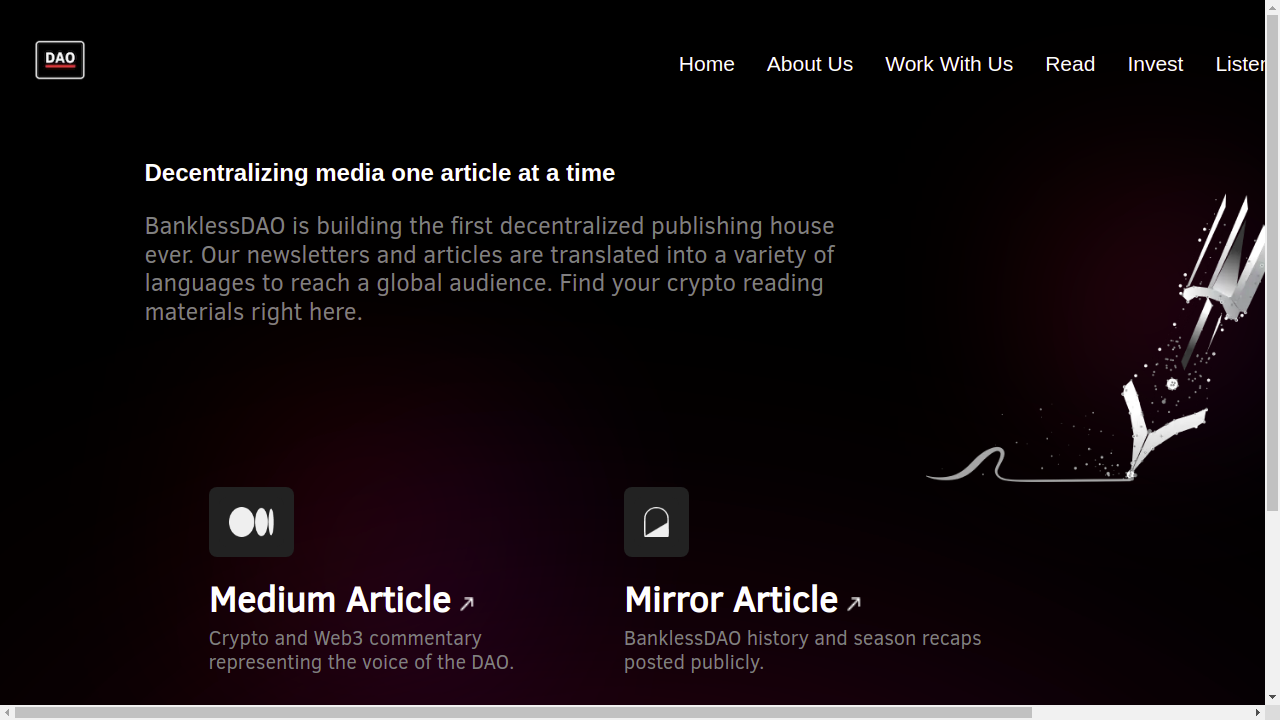 DAO
Home About Us Work With Us Read Invest Listen
Decentralizing media one article at a time
BanklessDAO is building the first decentralized publishing house
ever. Our newsletters and articles are translated into a variety of
languages to reach a global audience. Find your crypto reading
materials right here.
Medium Article
Crypto and Web3 commentary
representing the voice of the DAO.
Mirror Article
BanklessDAO history and season recaps
posted publicly.